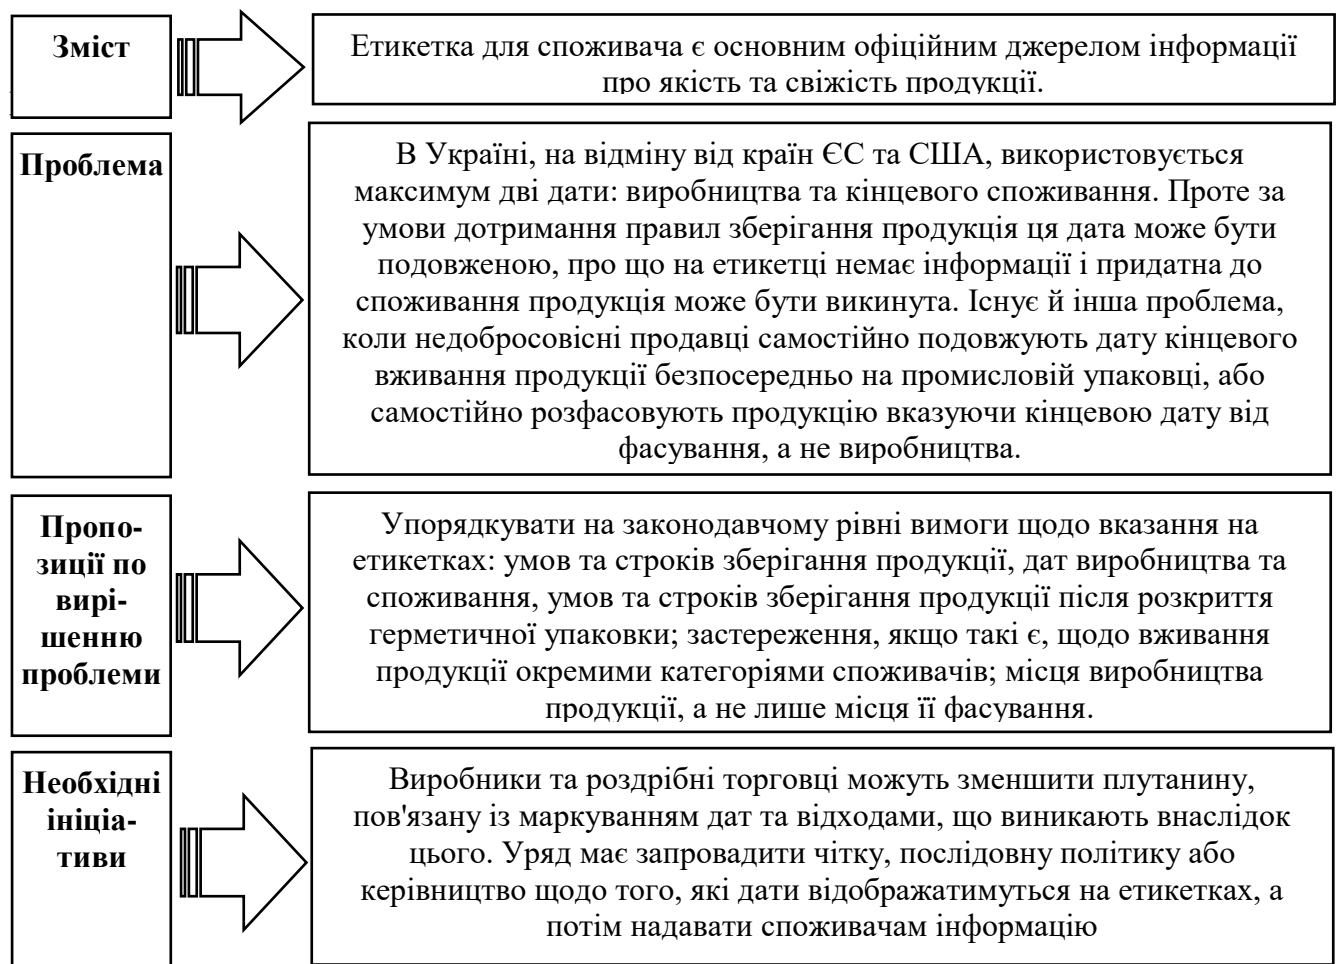 Зміст
Етикетка для споживача є основним офіційним джерелом інформації
про якість та свіжість продукції.
Проблема
В Україні, на відміну від країн ЄС та США, використовується
максимум дві дати: виробництва та кінцевого споживання. Проте за
умови дотримання правил зберігання продукція ця дата може бути
подовженою, про що на етикетці немає інформації і придатна до
споживання продукція може бути викинута. Існує й інша проблема,
коли недобросовісні продавці самостійно подовжують дату кінцевого
вживання продукції безпосередньо на промисловій упаковці, або
самостійно розфасовують продукцію вказуючи кінцевою дату від
фасування, а не виробництва.
Пропо-
зиції по
вирі-
шенню
проблеми
Упорядкувати на законодавчому рівні вимоги щодо вказання на
етикетках: умов та строків зберігання продукції, дат виробництва та
споживання, умов та строків зберігання продукції після розкриття
герметичної упаковки; застереження, якщо такі є, щодо вживання
продукції окремими категоріями споживачів; місця виробництва
продукції, а не лише місця її фасування.
Необхідні
ініціа-
тиви
Виробники та роздрібні торговці можуть зменшити плутанину,
пов'язану із маркуванням дат та відходами, що виникають внаслідок
цього. Уряд має запровадити чітку, послідовну політику або
керівництво щодо того, які дати відображатимуться на етикетках, а
потім надавати споживачам інформацію